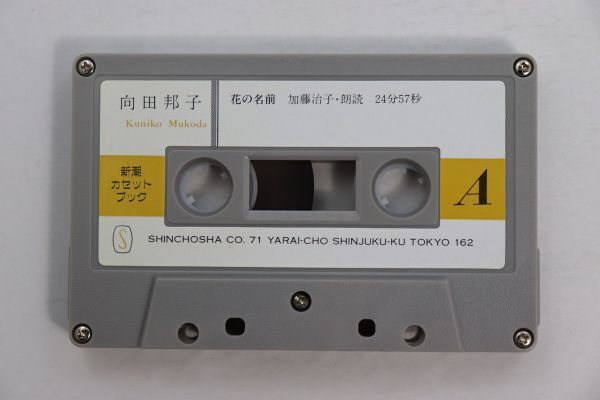 向田邦子
Kuniko Mukoda
花の名前 加藤治子・朗読 24分57秒
新潮
カセット
ブック
A
S
SHINCHOSHA CO. 71 YARAI-CHO SHINJUKU-KU TOKYO 162